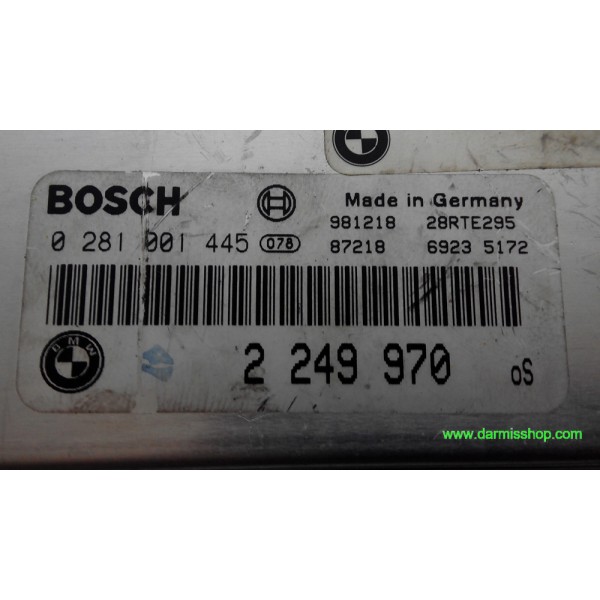 BOSCH
Made in Germany
981218 28RTE295
0 281 001 445 078
87218 6923 5172
BMW
2 249 970 oS
www.darmisshop.com